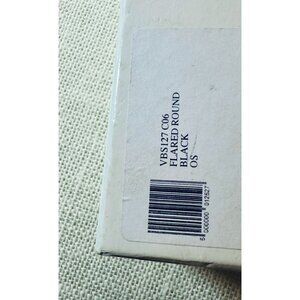 VBS127 C06
FLARED ROUND
BLACK
OS